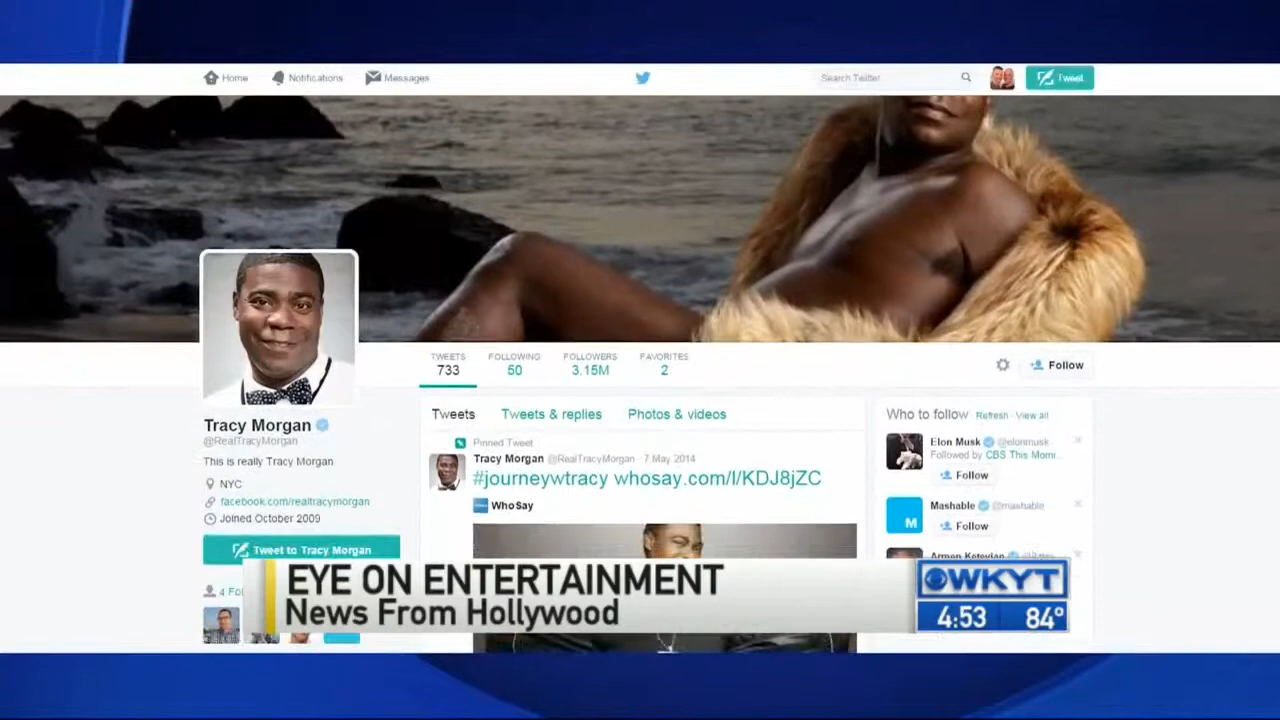 Home Notifications Messages Search Twitter Tweet
TWEETS FOLLOWING FOLLOWERS FAVORITES
733 50 3.15M 2
Follow
Tracy Morgan
@RealTracyMorgan
This is really Tracy Morgan
NYC
facebook.com/realtracymorgan
Joined October 2009
Tweet to Tracy Morgan
4 Fo
Tweets Tweets & replies Photos & videos
Pinned Tweet
Tracy Morgan @RealTracyMorgan · 7 May 2014
#journeywtracy whosay.com/l/KDJ8jZC
WhoSay
Who to follow Refresh · View all
Elon Musk @elonmusk
Followed by CBS This Morni...
Follow
Mashable @mashable
M
Follow
Armen Keteyian
EYE ON ENTERTAINMENT
News From Hollywood
WKYT
4:53 84°